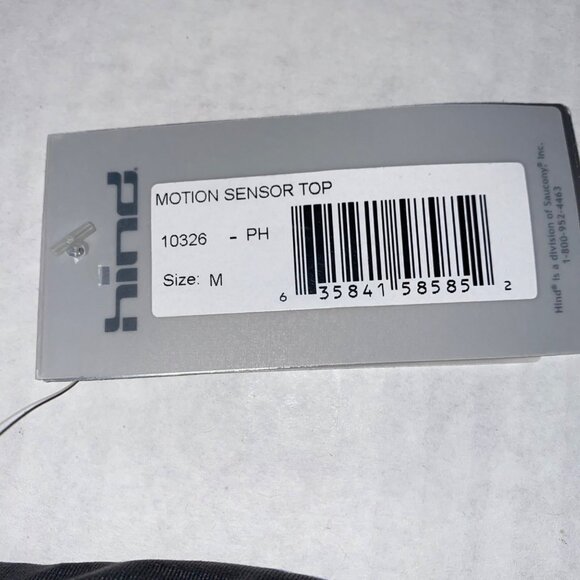 hind®
MOTION SENSOR TOP
10326 - PH
Size: M
6 35841 58585 2
Hind® is a division of Saucony® Inc.
1-800-952-4463